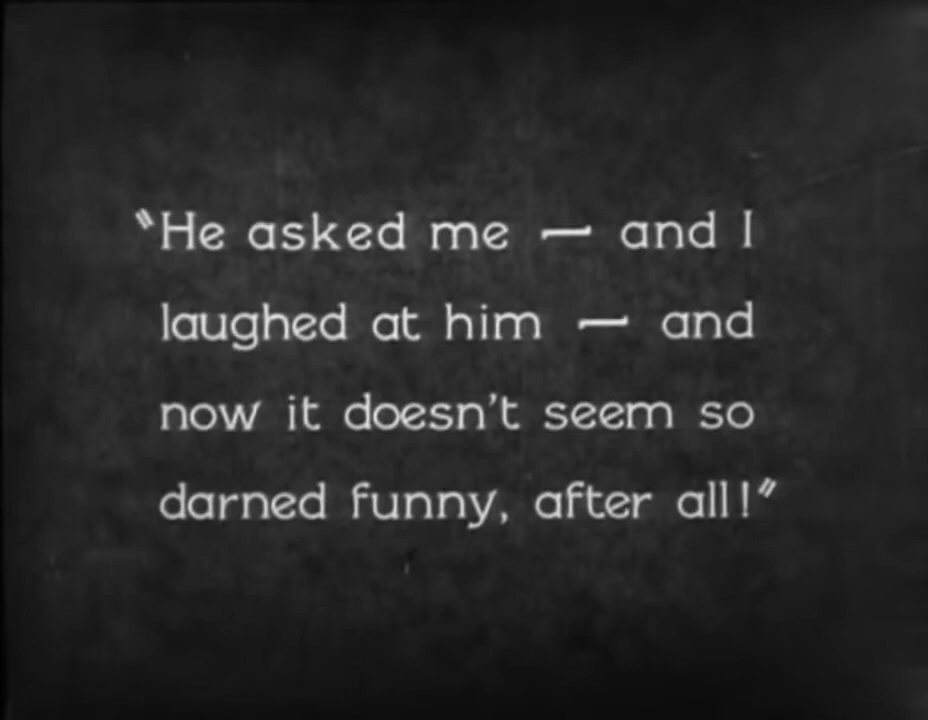 "He asked me — and I
laughed at him — and
now it doesn't seem so
darned funny, after all!"